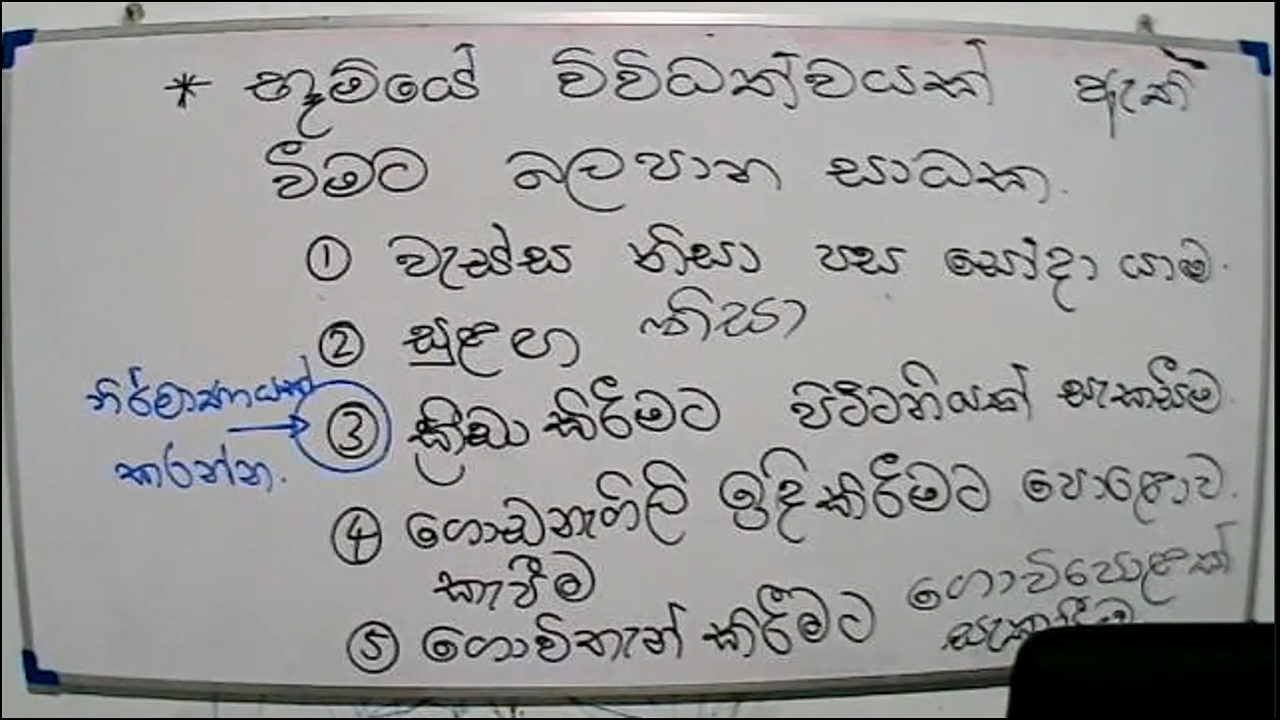 * භූමියේ විවිධත්වයක් ඇති
වීමට බලපාන සාධක.
① වැස්ස නිසා පස සෝදා යාම.
② සුළඟ නිසා
③ ක්‍රීඩා කිරීමට පිට්ටනියක් සැකසීම.
නිර්මාණයක්
කරන්න.
④ ගොඩනැගිලි ඉදිකිරීමට පොළොව
කැපීම
⑤ ගොවිතැන් කිරීමට ගොවිපොළක්